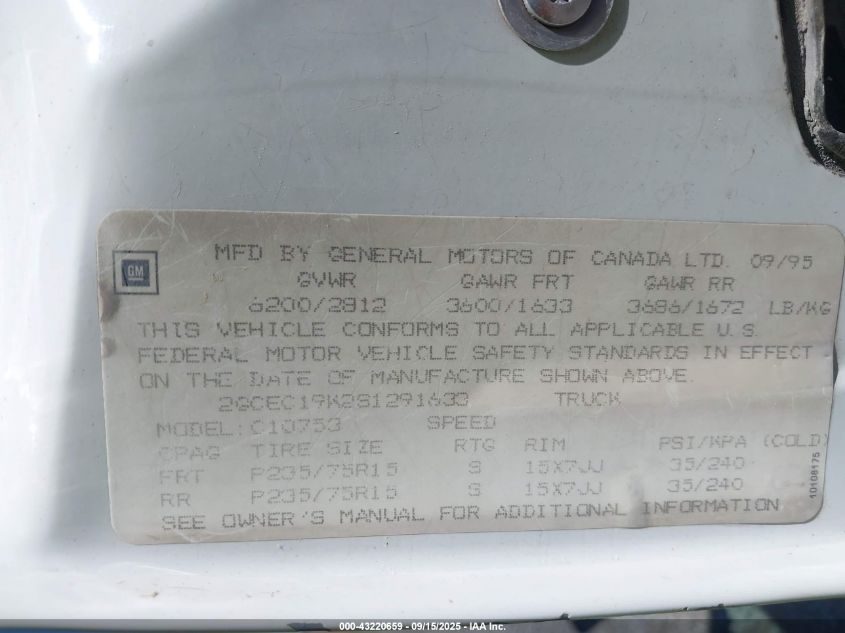 GM
MFD BY GENERAL MOTORS OF CANADA LTD. 09/95
GVWR GAWR FRT GAWR RR
6200/2812 3600/1633 3686/1672 LB/KG
THIS VEHICLE CONFORMS TO ALL APPLICABLE U.S.
FEDERAL MOTOR VEHICLE SAFETY STANDARDS IN EFFECT
ON THE DATE OF MANUFACTURE SHOWN ABOVE.
2GCEC19K2S1291633 TRUCK
MODEL: C10753 SPEED
CPAG TIRE SIZE RTG RIM PSI/KPA (COLD)
FRT P235/75R15 S 15X7JJ 35/240
RR P235/75R15 S 15X7JJ 35/240
SEE OWNER'S MANUAL FOR ADDITIONAL INFORMATION
10108175
000-43220659 - 09/15/2025 - IAA Inc.